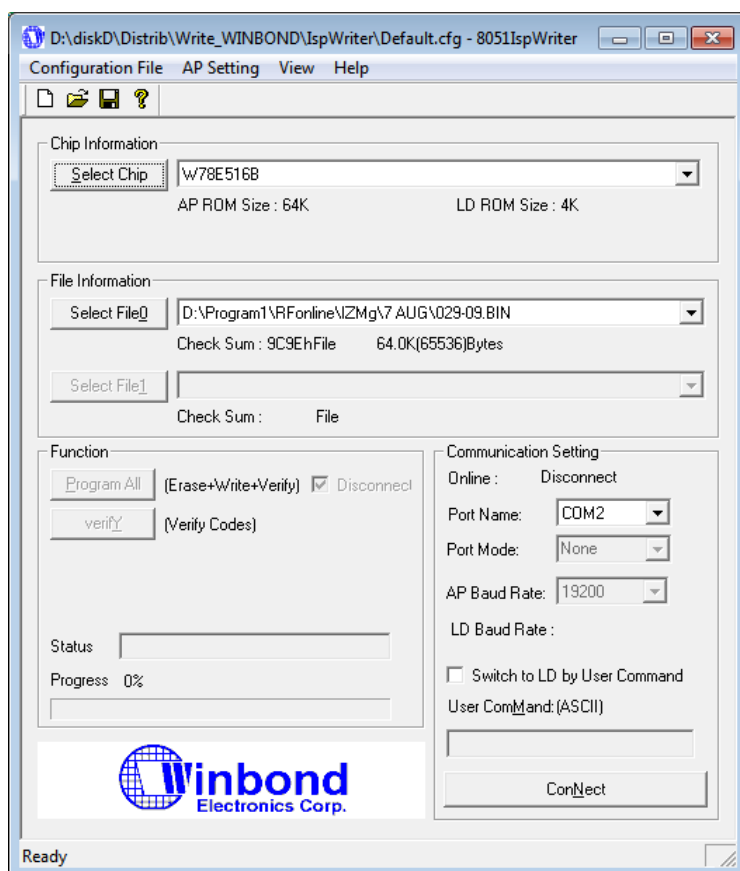 D:\diskD\Distrib\Write_WINBOND\IspWriter\Default.cfg - 8051IspWriter
Configuration File AP Setting View Help
Chip Information
Select Chip W78E516B
AP ROM Size : 64K LD ROM Size : 4K
File Information
Select File0 D:\Program1\RFonline\IZMg\7 AUG\029-09.BIN
Check Sum : 9C9EhFile 64.0K(65536)Bytes
Select File1
Check Sum : File
Function
Program All (Erase+Write+Verify) Disconnect
verifY (Verify Codes)
Status
Progress 0%
Winbond
Electronics Corp.
Communication Setting
Online : Disconnect
Port Name: COM2
Port Mode: None
AP Baud Rate: 19200
LD Baud Rate :
Switch to LD by User Command
User ComMand:(ASCII)
ConNect
Ready